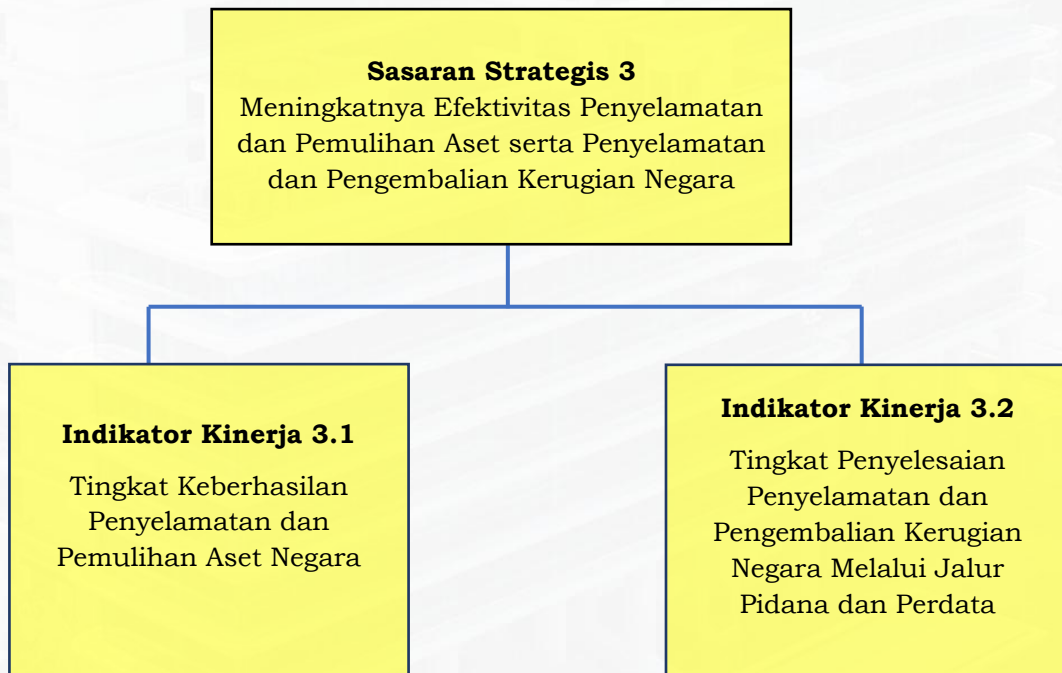 Sasaran Strategis 3
Meningkatnya Efektivitas Penyelamatan
dan Pemulihan Aset serta Penyelamatan
dan Pengembalian Kerugian Negara
Indikator Kinerja 3.1
Tingkat Keberhasilan
Penyelamatan dan
Pemulihan Aset Negara
Indikator Kinerja 3.2
Tingkat Penyelesaian
Penyelamatan dan
Pengembalian Kerugian
Negara Melalui Jalur
Pidana dan Perdata